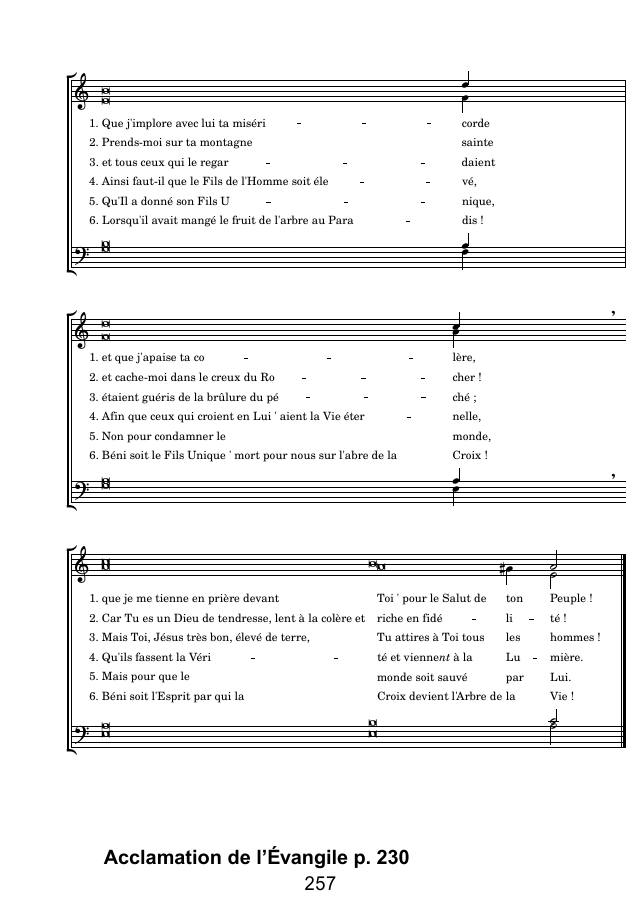 1. Que j'implore avec lui ta miséri - - - corde
2. Prends-moi sur ta montagne sainte
3. et tous ceux qui le regar - - - daient
4. Ainsi faut-il que le Fils de l'Homme soit éle - - vé,
5. Qu'Il a donné son Fils U - - - nique,
6. Lorsqu'il avait mangé le fruit de l'arbre au Para - dis !
1. et que j'apaise ta co - - - lère,
2. et cache-moi dans le creux du Ro - - - cher !
3. étaient guéris de la brûlure du pé - - - ché ;
4. Afin que ceux qui croient en Lui ' aient la Vie éter - nelle,
5. Non pour condamner le monde,
6. Béni soit le Fils Unique ' mort pour nous sur l'abre de la Croix !
1. que je me tienne en prière devant Toi ' pour le Salut de ton Peuple !
2. Car Tu es un Dieu de tendresse, lent à la colère et riche en fidé - li - té !
3. Mais Toi, Jésus très bon, élevé de terre, Tu attires à Toi tous les hommes !
4. Qu'ils fassent la Véri - - té et viennent à la Lu - mière.
5. Mais pour que le monde soit sauvé par Lui.
6. Béni soit l'Esprit par qui la Croix devient l'Arbre de la Vie !
Acclamation de l'Évangile p. 230
257